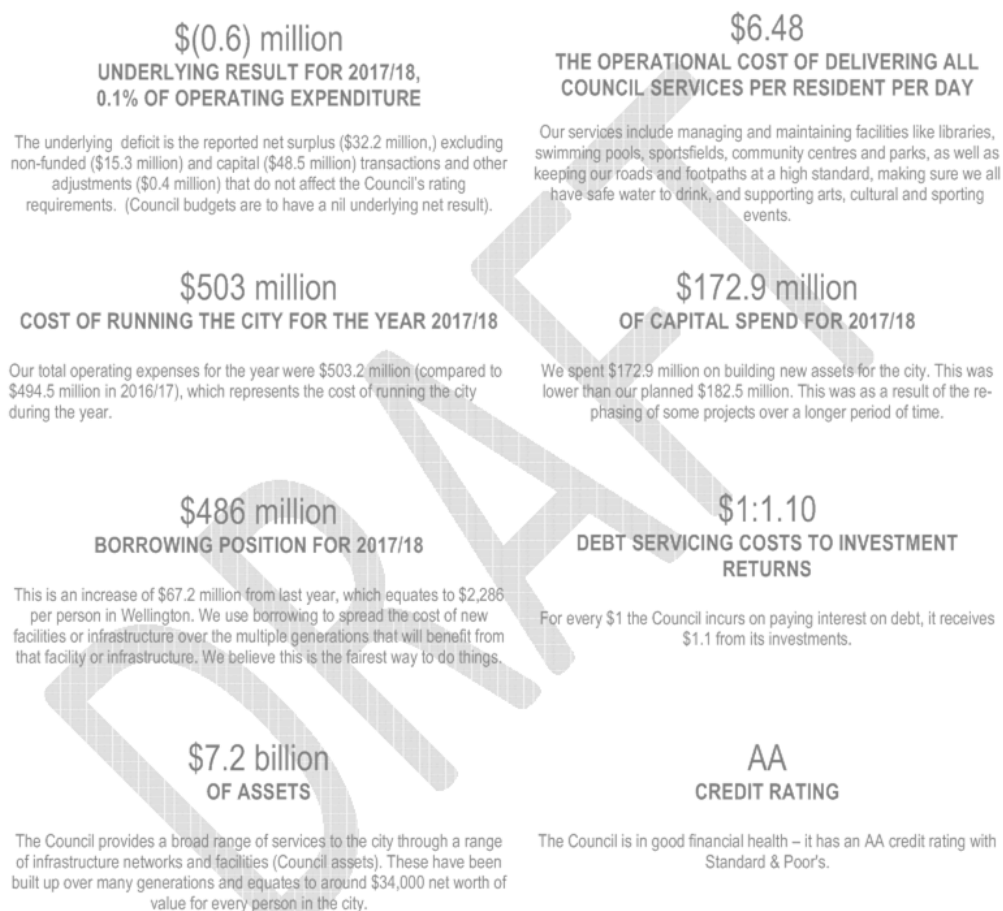 $(0.6) million
UNDERLYING RESULT FOR 2017/18,
0.1% OF OPERATING EXPENDITURE
The underlying deficit is the reported net surplus ($32.2 million,) excluding
non-funded ($15.3 million) and capital ($48.5 million) transactions and other
adjustments ($0.4 million) that do not affect the Council's rating
requirements. (Council budgets are to have a nil underlying net result).
$6.48
THE OPERATIONAL COST OF DELIVERING ALL
COUNCIL SERVICES PER RESIDENT PER DAY
Our services include managing and maintaining facilities like libraries,
swimming pools, sportsfields, community centres and parks, as well as
keeping our roads and footpaths at a high standard, making sure we all
have safe water to drink, and supporting arts, cultural and sporting
events.
$503 million
COST OF RUNNING THE CITY FOR THE YEAR 2017/18
Our total operating expenses for the year were $503.2 million (compared to
$494.5 million in 2016/17), which represents the cost of running the city
during the year.
$172.9 million
OF CAPITAL SPEND FOR 2017/18
We spent $172.9 million on building new assets for the city. This was
lower than our planned $182.5 million. This was as a result of the re-
phasing of some projects over a longer period of time.
$486 million
BORROWING POSITION FOR 2017/18
This is an increase of $67.2 million from last year, which equates to $2,286
per person in Wellington. We use borrowing to spread the cost of new
facilities or infrastructure over the multiple generations that will benefit from
that facility or infrastructure. We believe this is the fairest way to do things.
$1:1.10
DEBT SERVICING COSTS TO INVESTMENT
RETURNS
For every $1 the Council incurs on paying interest on debt, it receives
$1.1 from its investments.
$7.2 billion
OF ASSETS
The Council provides a broad range of services to the city through a range
of infrastructure networks and facilities (Council assets). These have been
built up over many generations and equates to around $34,000 net worth of
value for every person in the city.
AA
CREDIT RATING
The Council is in good financial health – it has an AA credit rating with
Standard & Poor's.
DRAFT